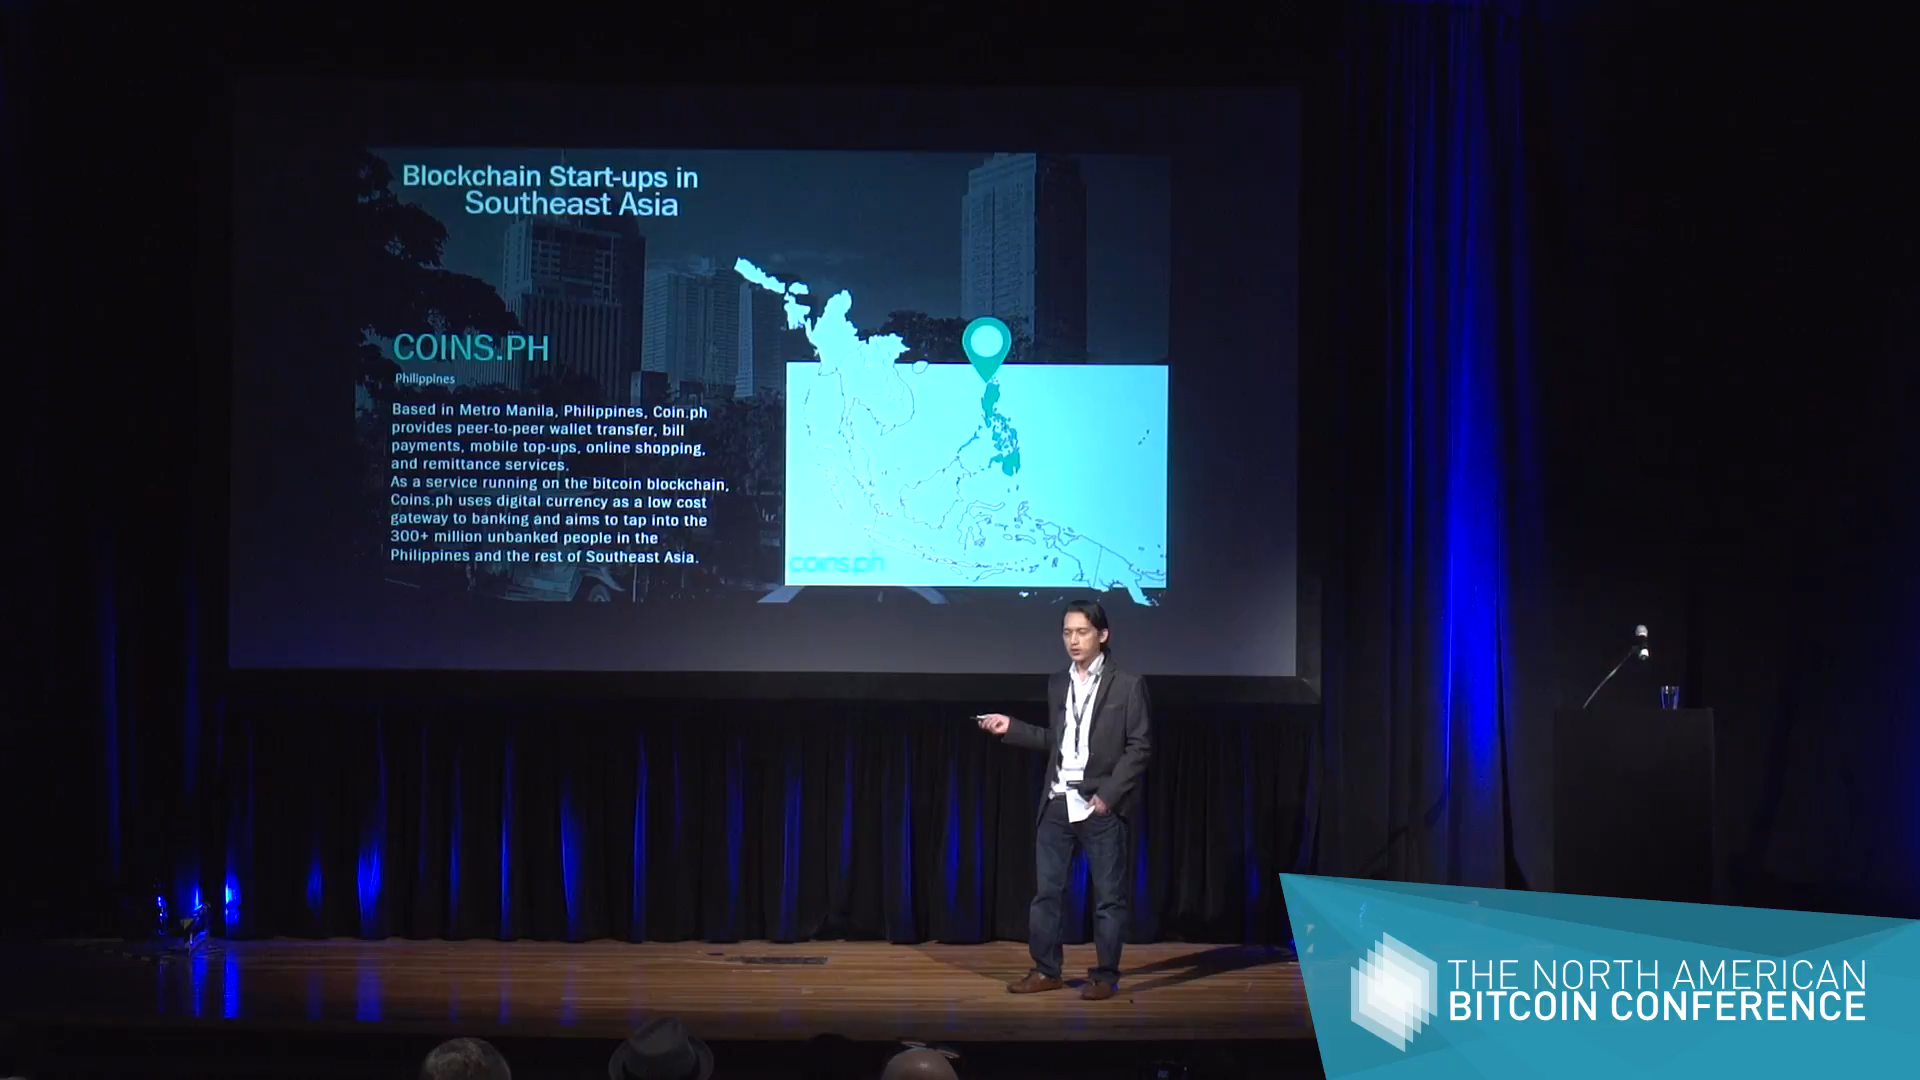 Blockchain Start-ups in
Southeast Asia
COINS.PH
Philippines
Based in Metro Manila, Philippines, Coin.ph
provides peer-to-peer wallet transfer, bill
payments, mobile top-ups, online shopping,
and remittance services.
As a service running on the bitcoin blockchain,
Coins.ph uses digital currency as a low cost
gateway to banking and aims to tap into the
300+ million unbanked people in the
Philippines and the rest of Southeast Asia.
coins.ph
THE NORTH AMERICAN
BITCOIN CONFERENCE